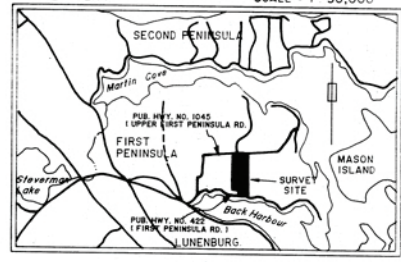 SECOND PENINSULA
Martin Cove
PUB. HWY. NO. 1045
( UPPER FIRST PENINSULA RD.
FIRST
PENINSULA
MASON
ISLAND
SURVEY
SITE
Steverman
Lake
Back Harbour
PUB. HWY. NO. 422
( FIRST PENINSULA RD. )
LUNENBURG